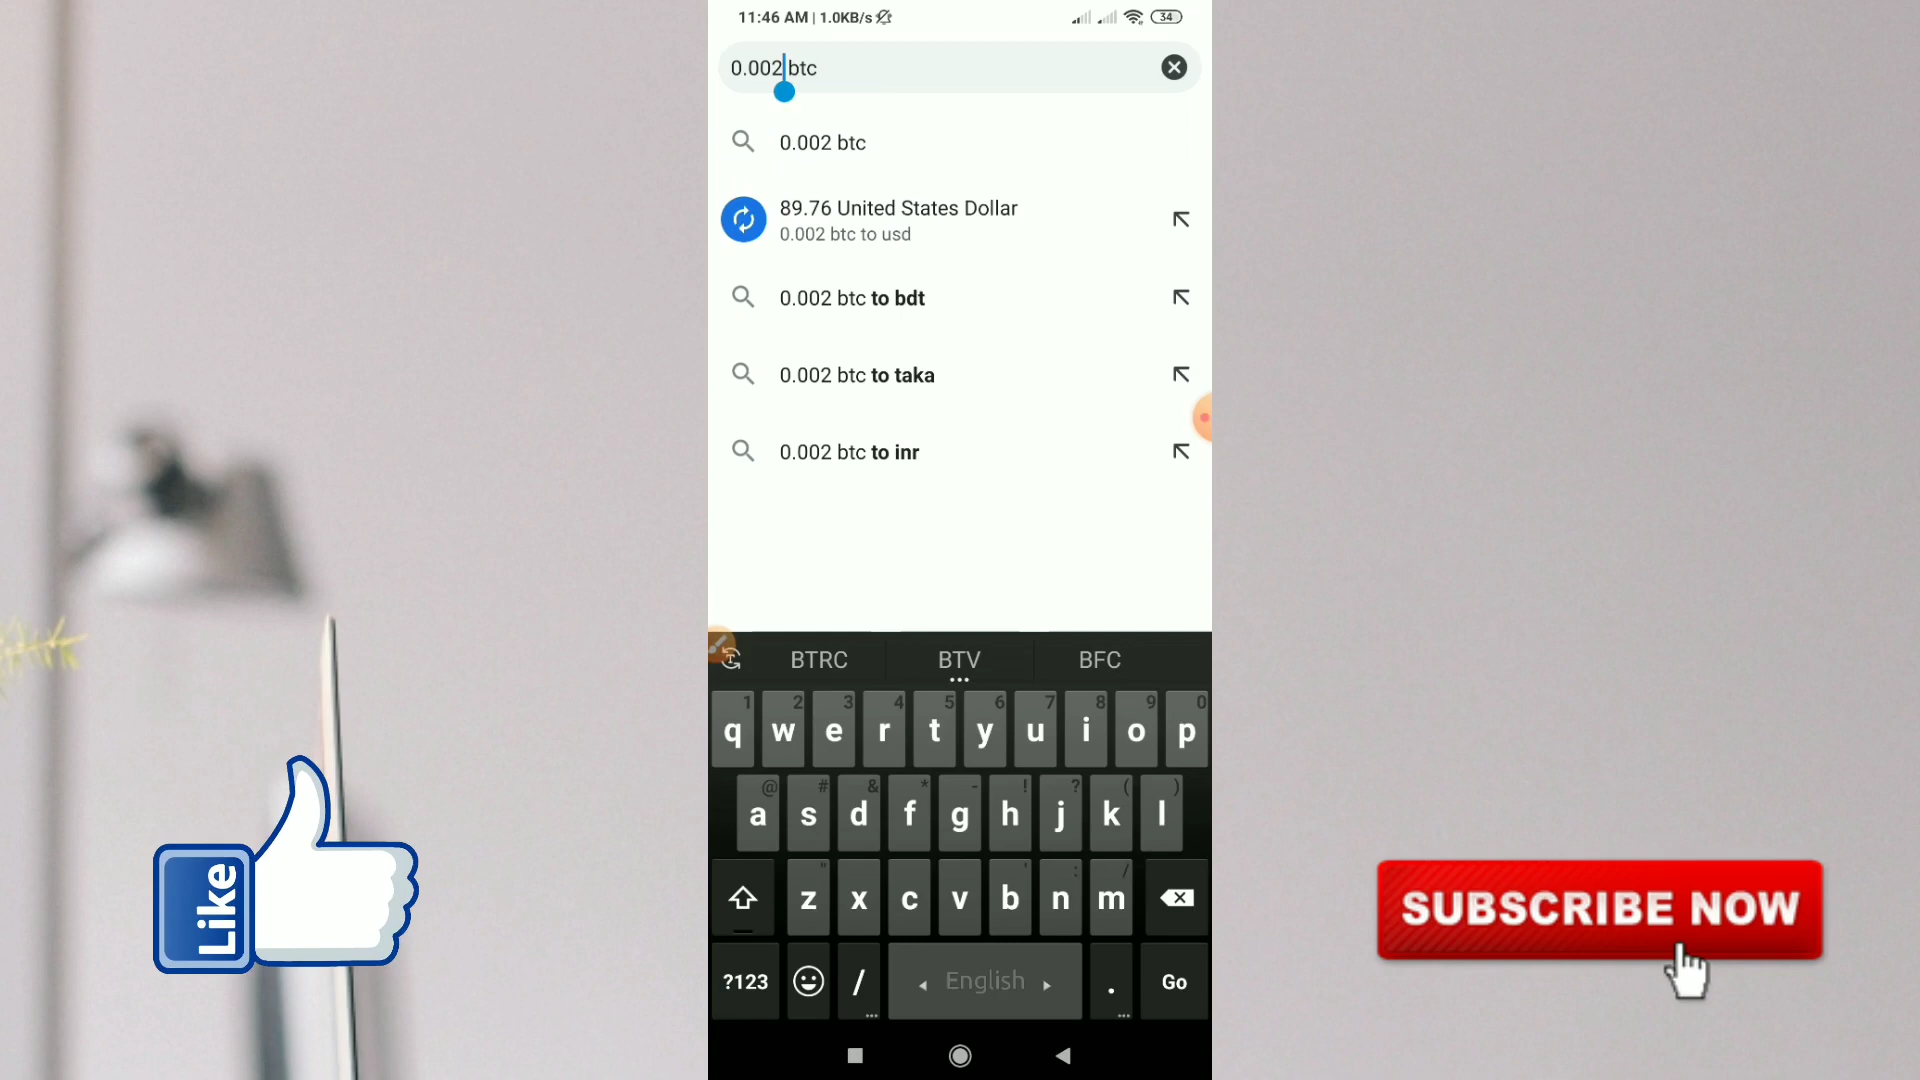 11:46 AM | 1.0KB/s
34
0.002 btc
0.002 btc
89.76 United States Dollar
0.002 btc to usd
0.002 btc to bdt
0.002 btc to taka
0.002 btc to inr
BTRC BTV BFC
1 2 3 4 5 6 7 8 9 0
q w e r t y u i o p
@ # & * - ! ? ( )
a s d f g h j k l
" ' : /
z x c v b n m
?123 / ◂ English ▸ . Go
Like
SUBSCRIBE NOW